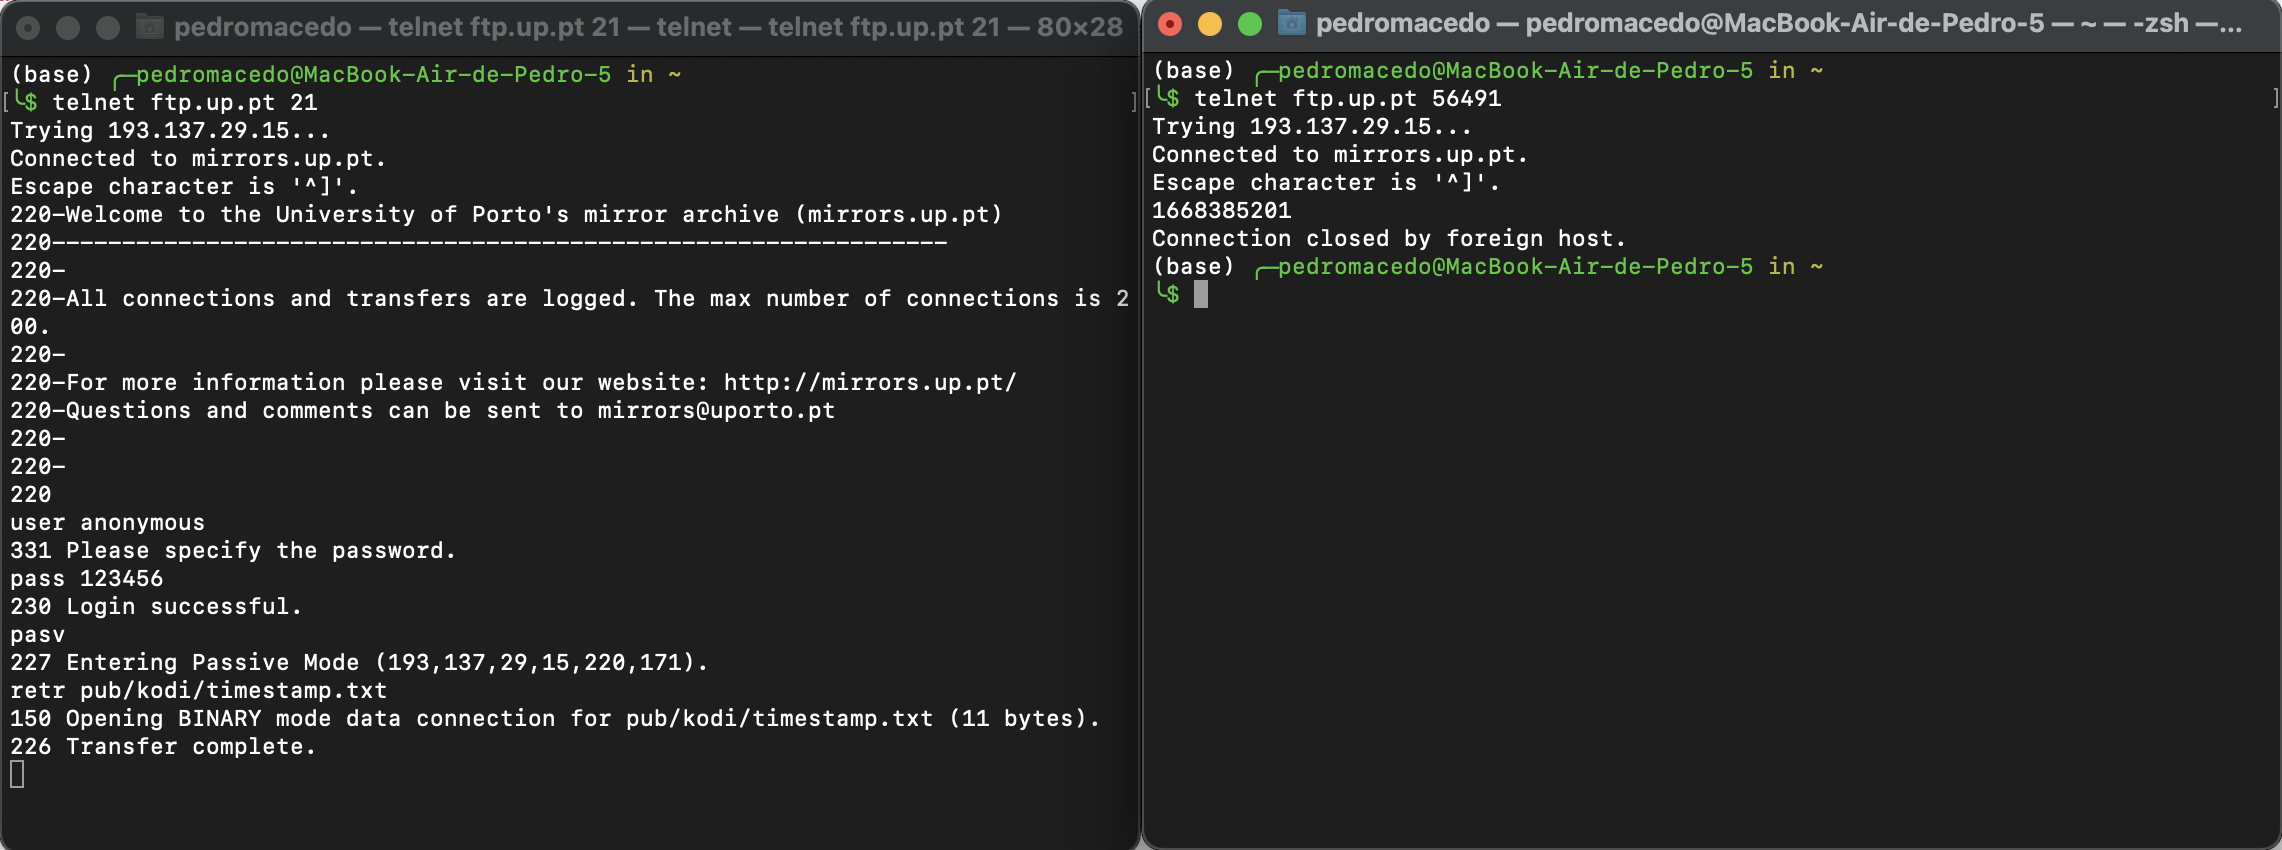 pedromacedo — telnet ftp.up.pt 21 — telnet — telnet ftp.up.pt 21 — 80×28
(base) ╭─pedromacedo@MacBook-Air-de-Pedro-5 in ~
[╰$ telnet ftp.up.pt 21 ]
Trying 193.137.29.15...
Connected to mirrors.up.pt.
Escape character is '^]'.
220-Welcome to the University of Porto's mirror archive (mirrors.up.pt)
220----------------------------------------------------------------
220-
220-All connections and transfers are logged. The max number of connections is 2
00.
220-
220-For more information please visit our website: http://mirrors.up.pt/
220-Questions and comments can be sent to mirrors@uporto.pt
220-
220-
220
user anonymous
331 Please specify the password.
pass 123456
230 Login successful.
pasv
227 Entering Passive Mode (193,137,29,15,220,171).
retr pub/kodi/timestamp.txt
150 Opening BINARY mode data connection for pub/kodi/timestamp.txt (11 bytes).
226 Transfer complete.
pedromacedo — pedromacedo@MacBook-Air-de-Pedro-5 — ~ — -zsh —...
(base) ╭─pedromacedo@MacBook-Air-de-Pedro-5 in ~
[╰$ telnet ftp.up.pt 56491 ]
Trying 193.137.29.15...
Connected to mirrors.up.pt.
Escape character is '^]'.
1668385201
Connection closed by foreign host.
(base) ╭─pedromacedo@MacBook-Air-de-Pedro-5 in ~
╰$